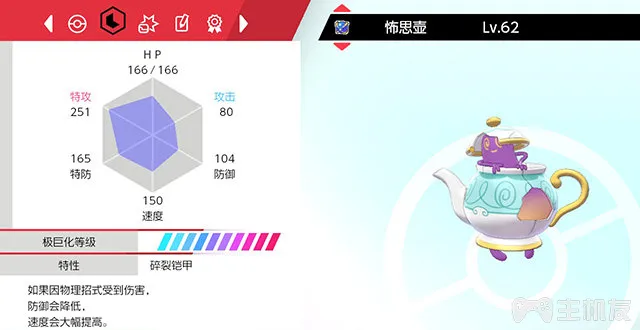 怖思壶 Lv.62
HP
166/166
特攻
251
攻击
80
165
特防
104
防御
150
速度
极巨化等级
特性 碎裂铠甲
如果因物理招式受到伤害，
防御会降低，
速度会大幅提高。
主机友